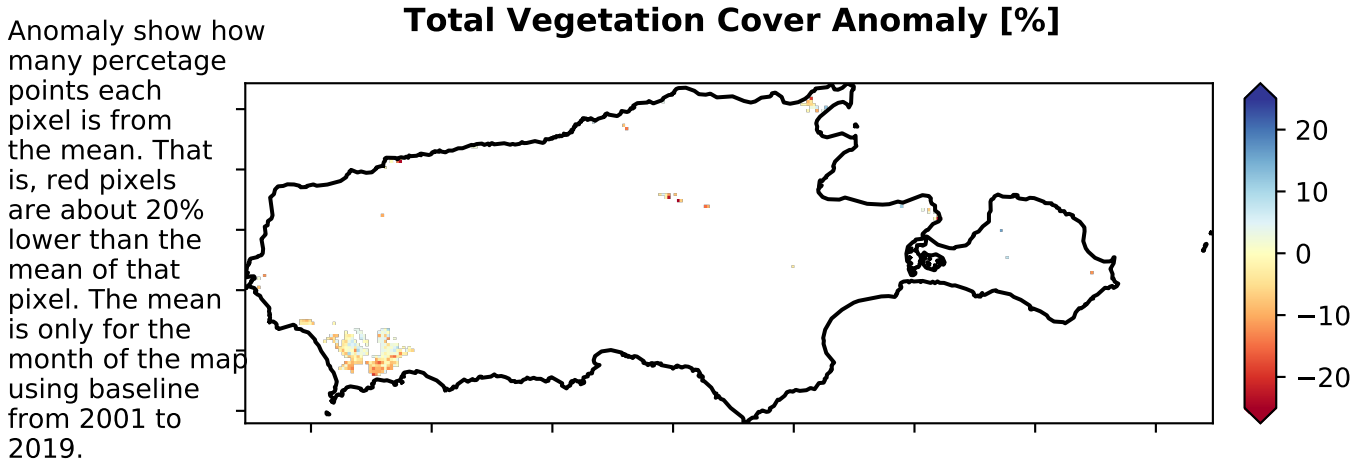 Total Vegetation Cover Anomaly [%]
Anomaly show how
many percetage
points each
pixel is from
the mean. That
is, red pixels
are about 20%
lower than the
mean of that
pixel. The mean
is only for the
month of the map
using baseline
from 2001 to
2019.
20
10
0
−10
−20